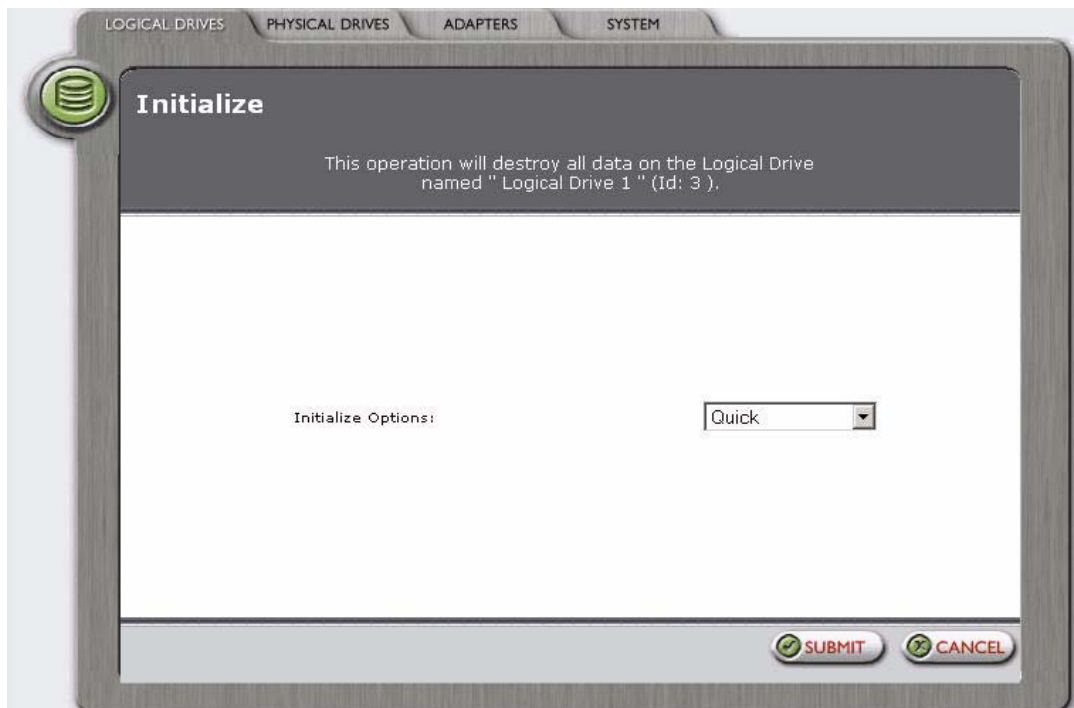 LOGICAL DRIVES
PHYSICAL DRIVES
ADAPTERS
SYSTEM
Initialize
This operation will destroy all data on the Logical Drive
named " Logical Drive 1 " (Id: 3 ).
Initialize Options:
Quick
SUBMIT
CANCEL